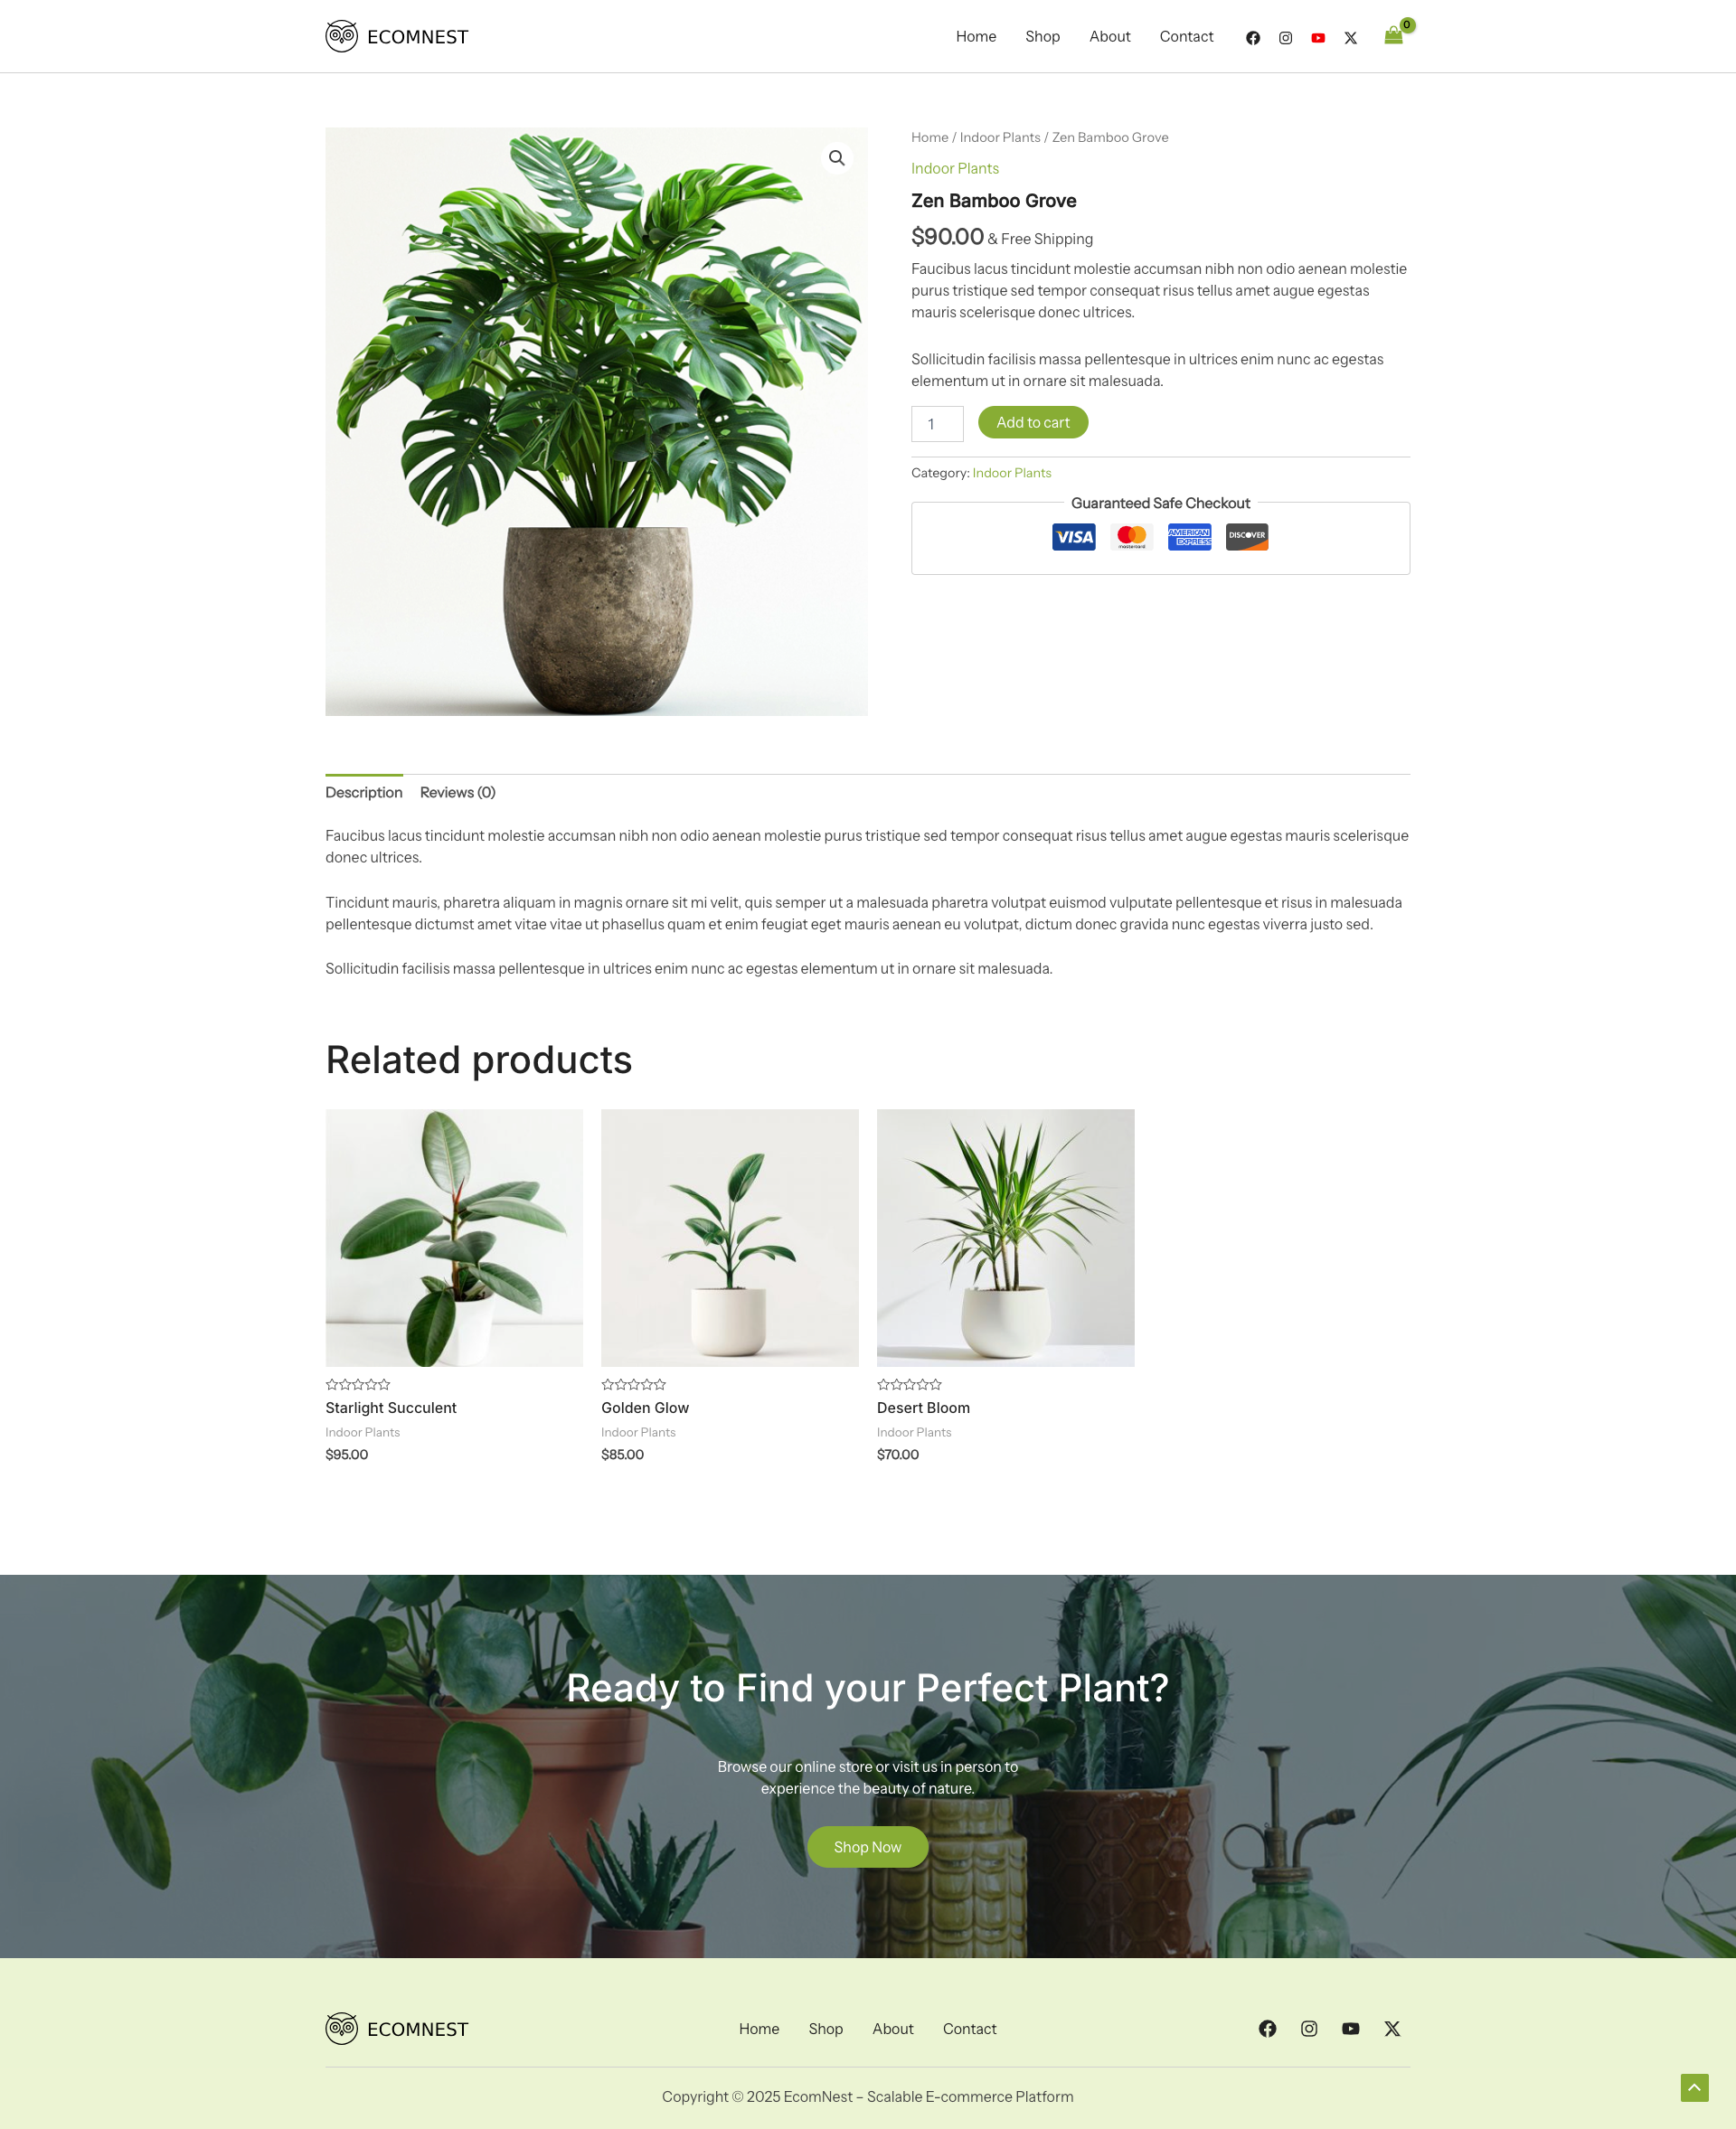 ECOMNEST
Home Shop About Contact
0
Home / Indoor Plants / Zen Bamboo Grove
Indoor Plants
Zen Bamboo Grove
$90.00 & Free Shipping
Faucibus lacus tincidunt molestie accumsan nibh non odio aenean molestie
purus tristique sed tempor consequat risus tellus amet augue egestas
mauris scelerisque donec ultrices.
Sollicitudin facilisis massa pellentesque in ultrices enim nunc ac egestas
elementum ut in ornare sit malesuada.
1 Add to cart
Category: Indoor Plants
Guaranteed Safe Checkout
VISA mastercard AMERICAN EXPRESS DISCOVER
Description Reviews (0)
Faucibus lacus tincidunt molestie accumsan nibh non odio aenean molestie purus tristique sed tempor consequat risus tellus amet augue egestas mauris scelerisque
donec ultrices.
Tincidunt mauris, pharetra aliquam in magnis ornare sit mi velit, quis semper ut a malesuada pharetra volutpat euismod vulputate pellentesque et risus in malesuada
pellentesque dictumst amet vitae vitae ut phasellus quam et enim feugiat eget mauris aenean eu volutpat, dictum donec gravida nunc egestas viverra justo sed.
Sollicitudin facilisis massa pellentesque in ultrices enim nunc ac egestas elementum ut in ornare sit malesuada.
Related products
Starlight Succulent
Indoor Plants
$95.00
Golden Glow
Indoor Plants
$85.00
Desert Bloom
Indoor Plants
$70.00
Ready to Find your Perfect Plant?
Browse our online store or visit us in person to
experience the beauty of nature.
Shop Now
ECOMNEST
Home Shop About Contact
Copyright © 2025 EcomNest – Scalable E-commerce Platform